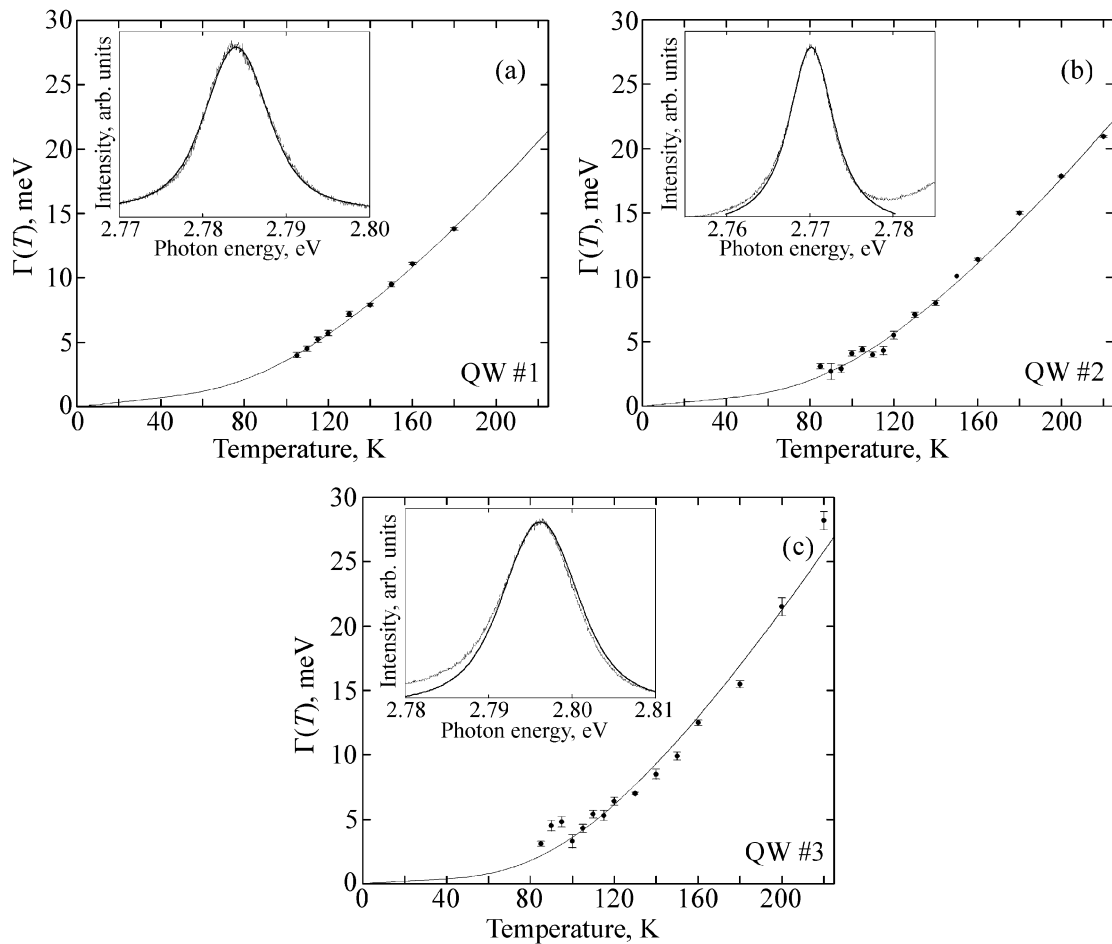 30
25
20
15
10
5
0
Γ(T), meV
Intensity, arb. units
2.77 2.78 2.79 2.80
Photon energy, eV
(a)
QW #1
40 80 120 160 200
Temperature, K
30
25
20
15
10
5
0
Γ(T), meV
Intensity, arb. units
2.76 2.77 2.78
Photon energy, eV
(b)
QW #2
40 80 120 160 200
Temperature, K
30
25
20
15
10
5
0
Γ(T), meV
Intensity, arb. units
2.78 2.79 2.80 2.81
Photon energy, eV
(c)
QW #3
40 80 120 160 200
Temperature, K